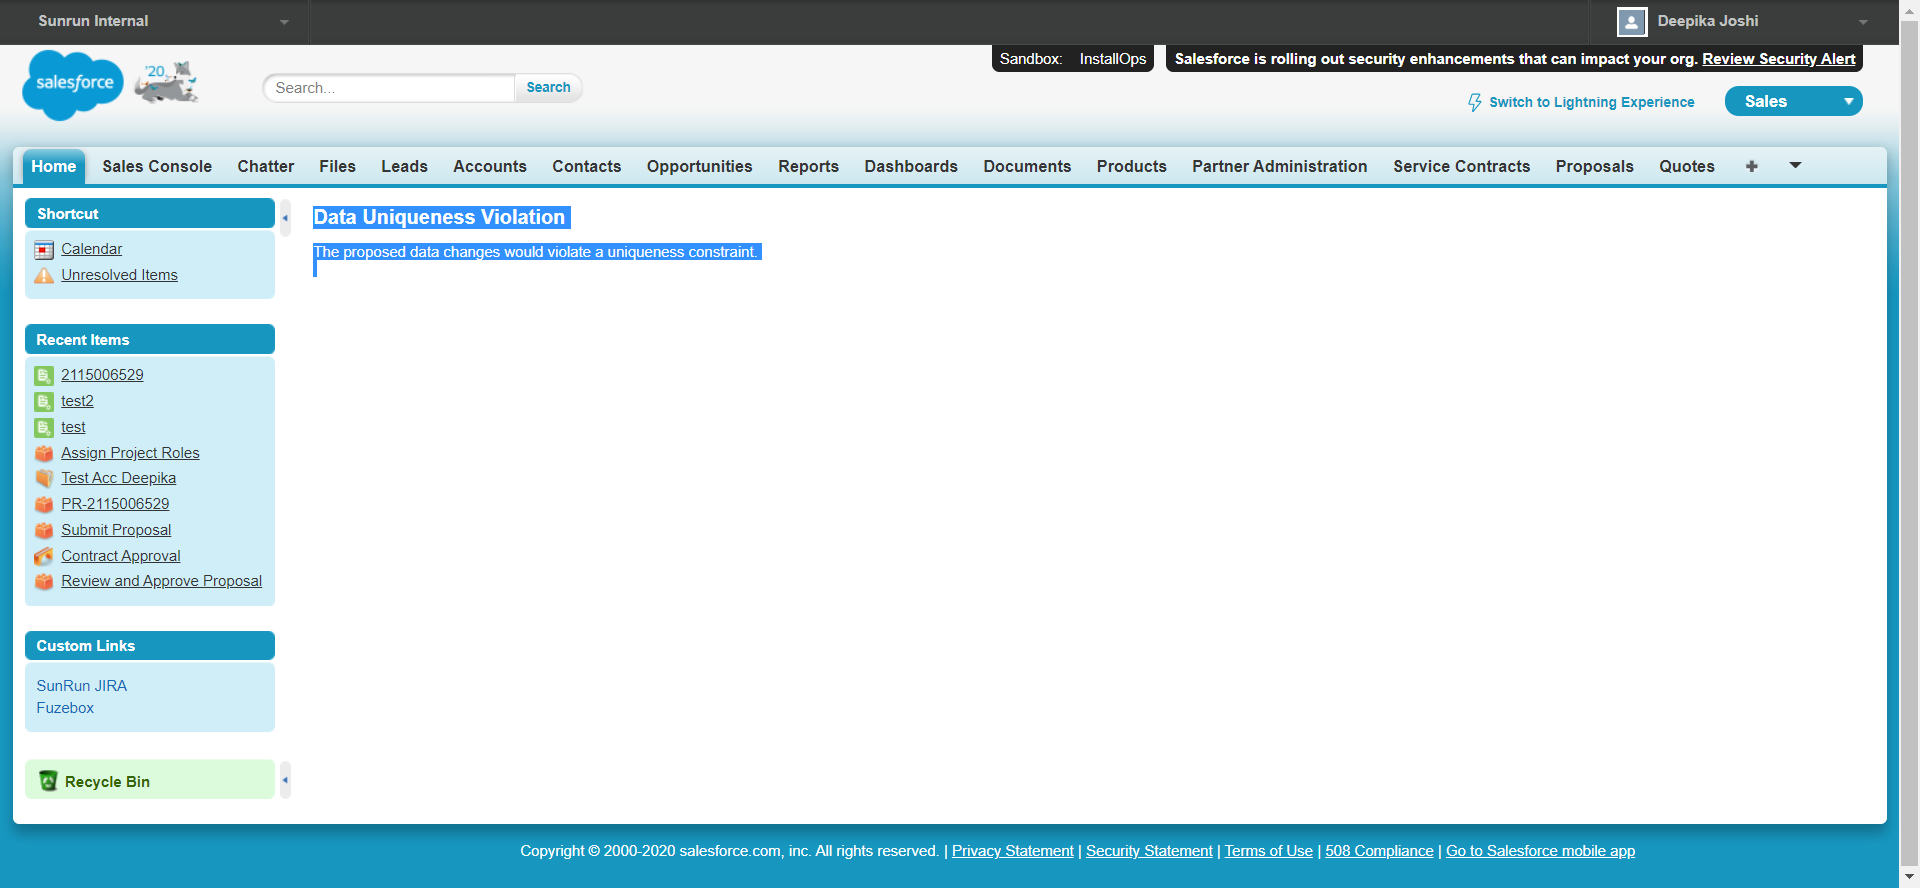 Sunrun Internal
Deepika Joshi
salesforce
'20
Search...
Search
Sandbox: InstallOps
Salesforce is rolling out security enhancements that can impact your org. Review Security Alert
Switch to Lightning Experience
Sales
Home Sales Console Chatter Files Leads Accounts Contacts Opportunities Reports Dashboards Documents Products Partner Administration Service Contracts Proposals Quotes +
Shortcut
Calendar
Unresolved Items
Recent Items
2115006529
test2
test
Assign Project Roles
Test Acc Deepika
PR-2115006529
Submit Proposal
Contract Approval
Review and Approve Proposal
Custom Links
SunRun JIRA
Fuzebox
Recycle Bin
Data Uniqueness Violation
The proposed data changes would violate a uniqueness constraint.
Copyright © 2000-2020 salesforce.com, inc. All rights reserved. | Privacy Statement | Security Statement | Terms of Use | 508 Compliance | Go to Salesforce mobile app